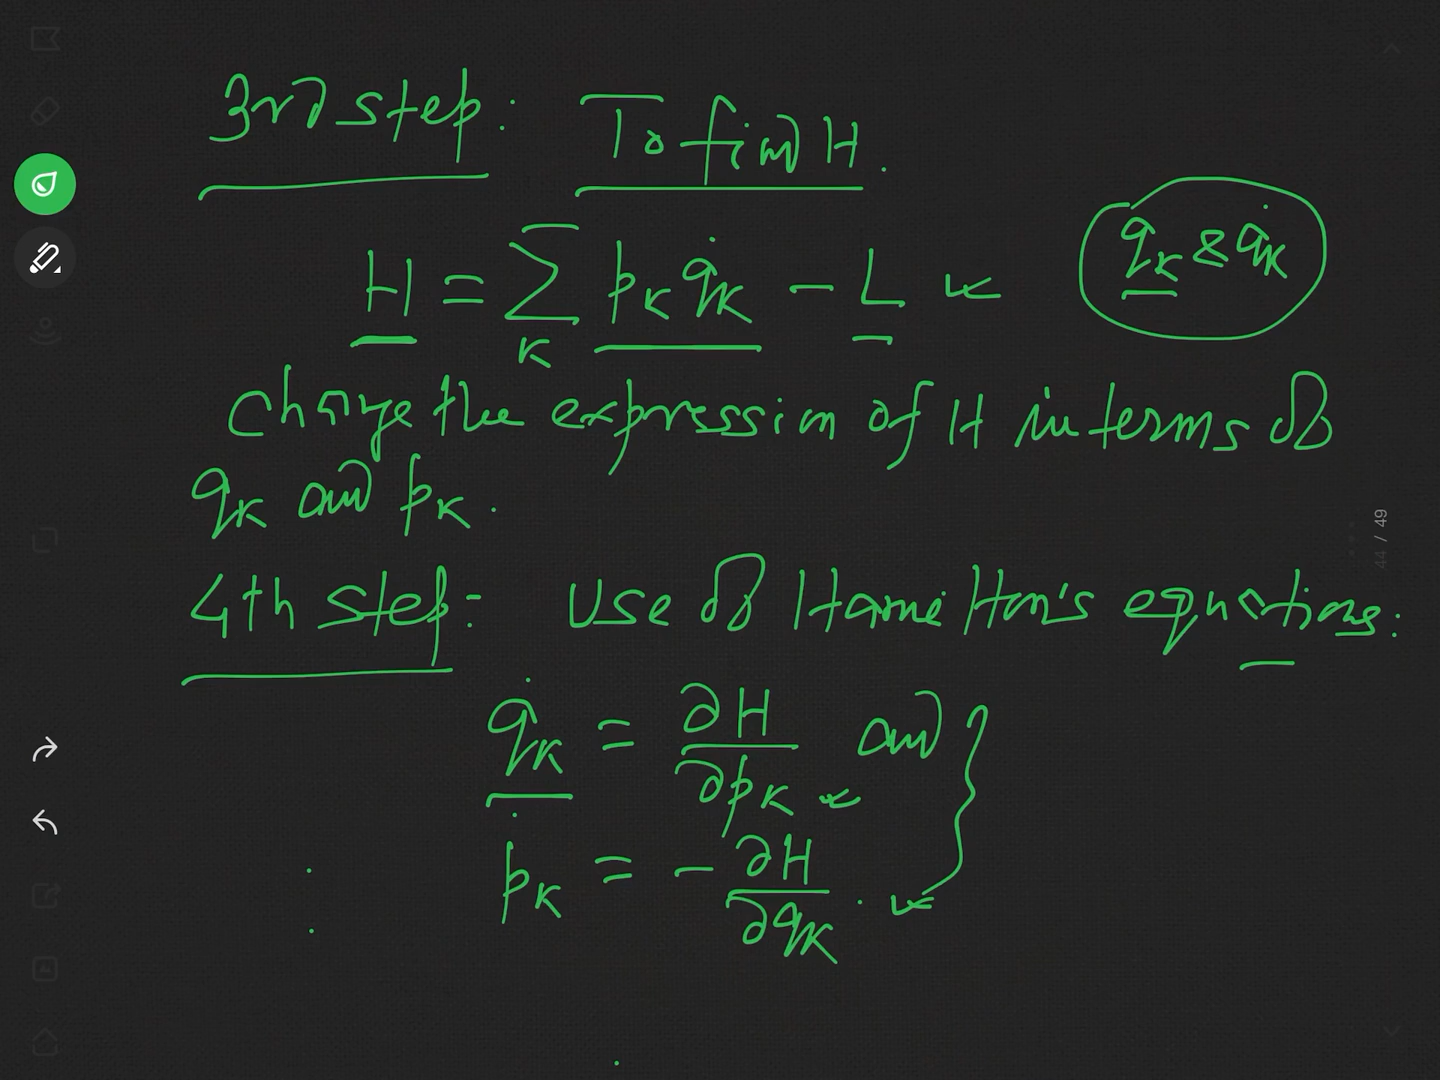 3rd step: To find H.
q̇ₖ & q̇ₖ
H = Σₖ pₖ q̇ₖ − L
Change the expression of H in terms of
qₖ and pₖ.
4th step:- Use of Hamilton's equations:
q̇ₖ = ∂H/∂pₖ and
ṗₖ = − ∂H/∂qₖ.
44 / 49